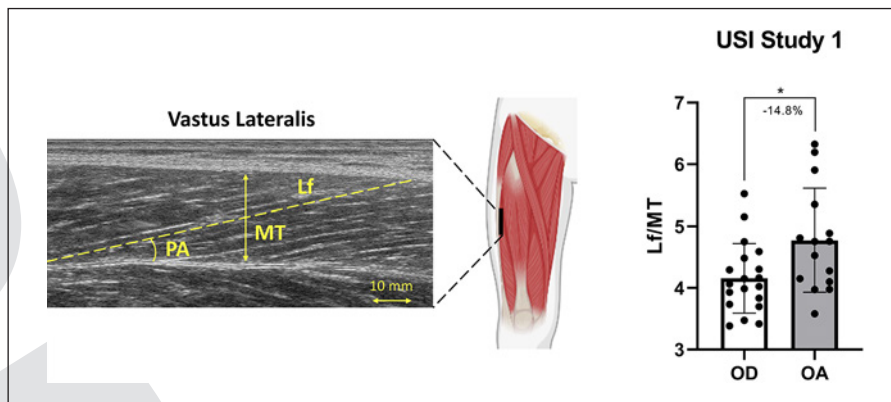 USI Study 1
Vastus Lateralis
Lf
MT
PA
10 mm
*
-14.8%
Lf/MT
7
6
5
4
3
OD
OA